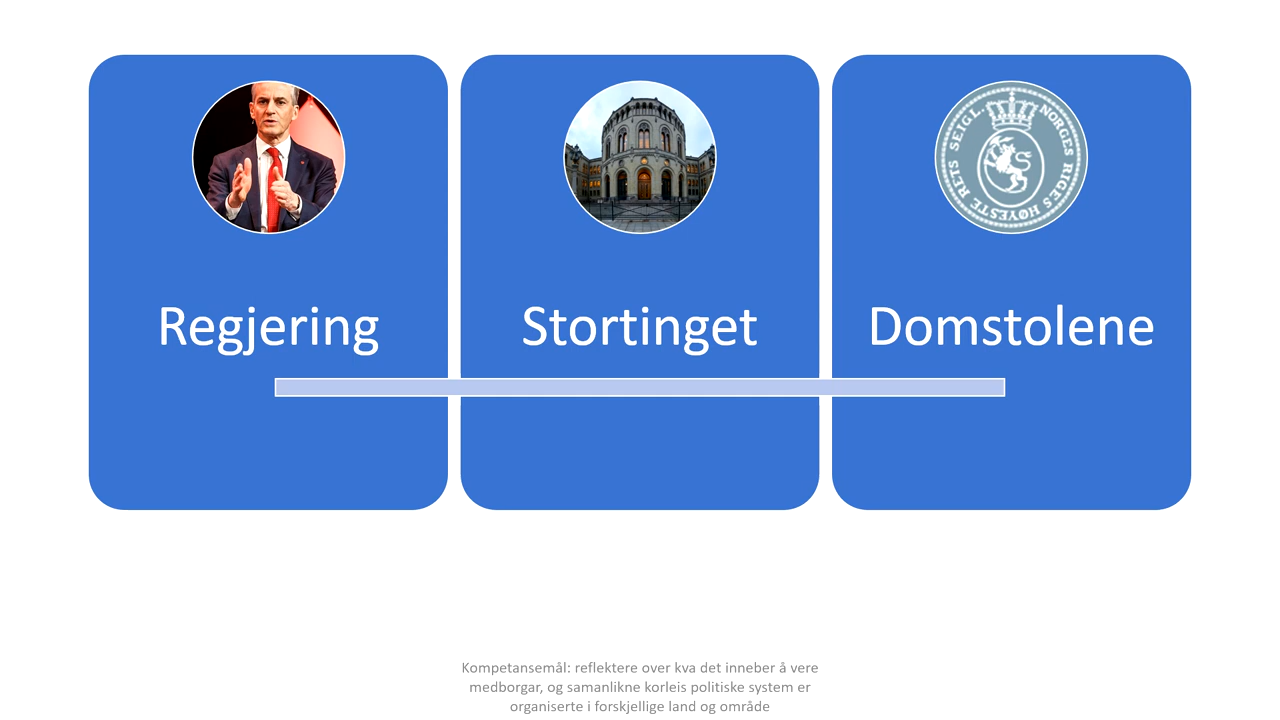 NORGES RIGES HØYESTE RETS SEIGL.
Regjering
Stortinget
Domstolene
Kompetansemål: reflektere over kva det inneber å vere
medborgar, og samanlikne korleis politiske system er
organiserte i forskjellige land og område